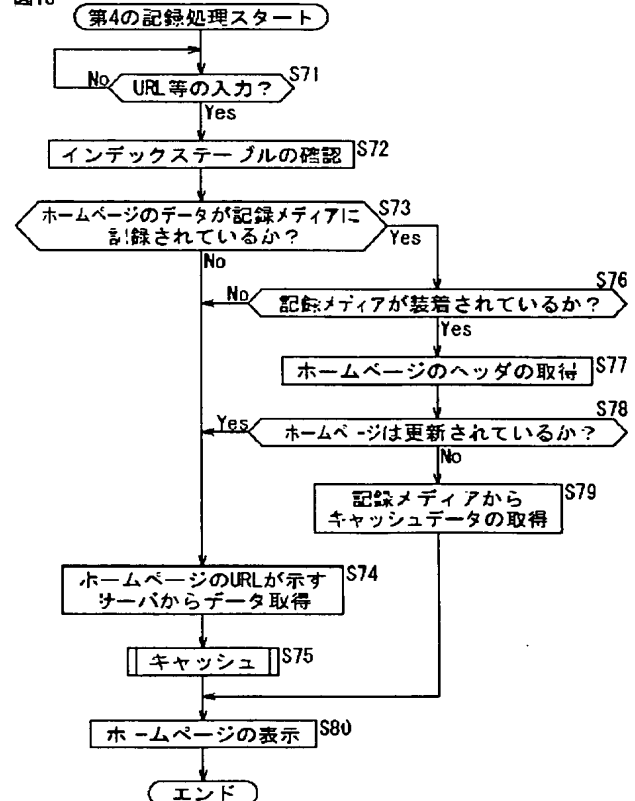 第4の記録処理スタート
No
URL等の入力？
S71
Yes
インデックステーブルの確認
S72
ホームページのデータが記録メディアに
記録されているか？
S73
Yes
No
No
記録メディアが装着されているか？
S76
Yes
ホームページのヘッダの取得
S77
Yes
ホームページは更新されているか？
S78
No
記録メディアから
キャッシュデータの取得
S79
ホームページのURLが示す
サーバからデータ取得
S74
キャッシュ
S75
ホームページの表示
S80
エンド